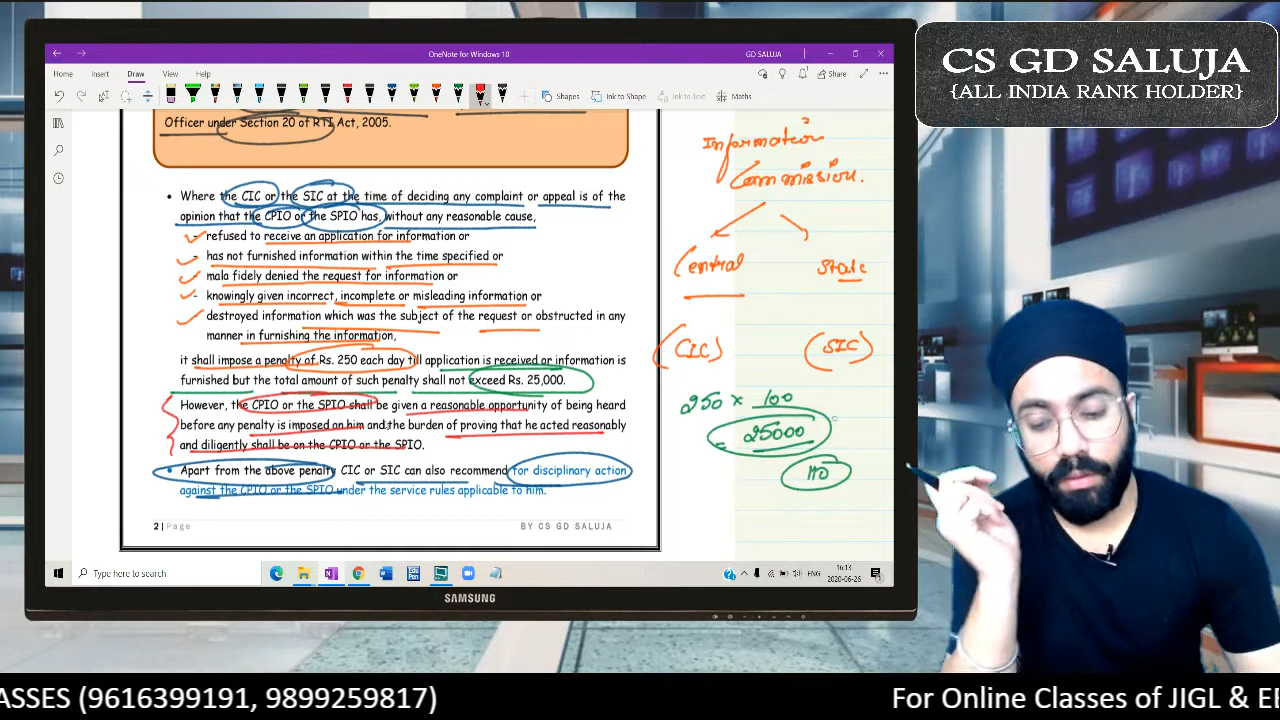 CS GD SALUJA
{ALL INDIA RANK HOLDER}
OneNote for Windows 10
GD SALUJA
Home Insert Draw View Help
Share
Shapes Ink to Shape Ink to Text Maths
Officer under Section 20 of RTI Act, 2005.
• Where the CIC or the SIC at the time of deciding any complaint or appeal is of the
opinion that the CPIO or the SPIO has, without any reasonable cause,
- refused to receive an application for information or
- has not furnished information within the time specified or
- mala fidely denied the request for information or
- knowingly given incorrect, incomplete or misleading information or
- destroyed information which was the subject of the request or obstructed in any
manner in furnishing the information,
it shall impose a penalty of Rs. 250 each day till application is received or information is
furnished but the total amount of such penalty shall not exceed Rs. 25,000.
However, the CPIO or the SPIO shall be given a reasonable opportunity of being heard
before any penalty is imposed on him and the burden of proving that he acted reasonably
and diligently shall be on the CPIO or the SPIO.
• Apart from the above penalty CIC or SIC can also recommend for disciplinary action
against the CPIO or the SPIO under the service rules applicable to him.
2 | Page
BY CS GD SALUJA
Information
Commission.
Central State
(CIC) (SIC)
250 × 100
= 25000
110
Type here to search
ENG
16:13
2020-06-26
SAMSUNG
ASSES (9616399191, 9899259817)
For Online Classes of JIGL & E